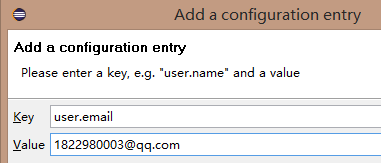 Add a configuration entry
Add a configuration entry
Please enter a key, e.g. "user.name" and a value
Key user.email
Value 1822980003@qq.com